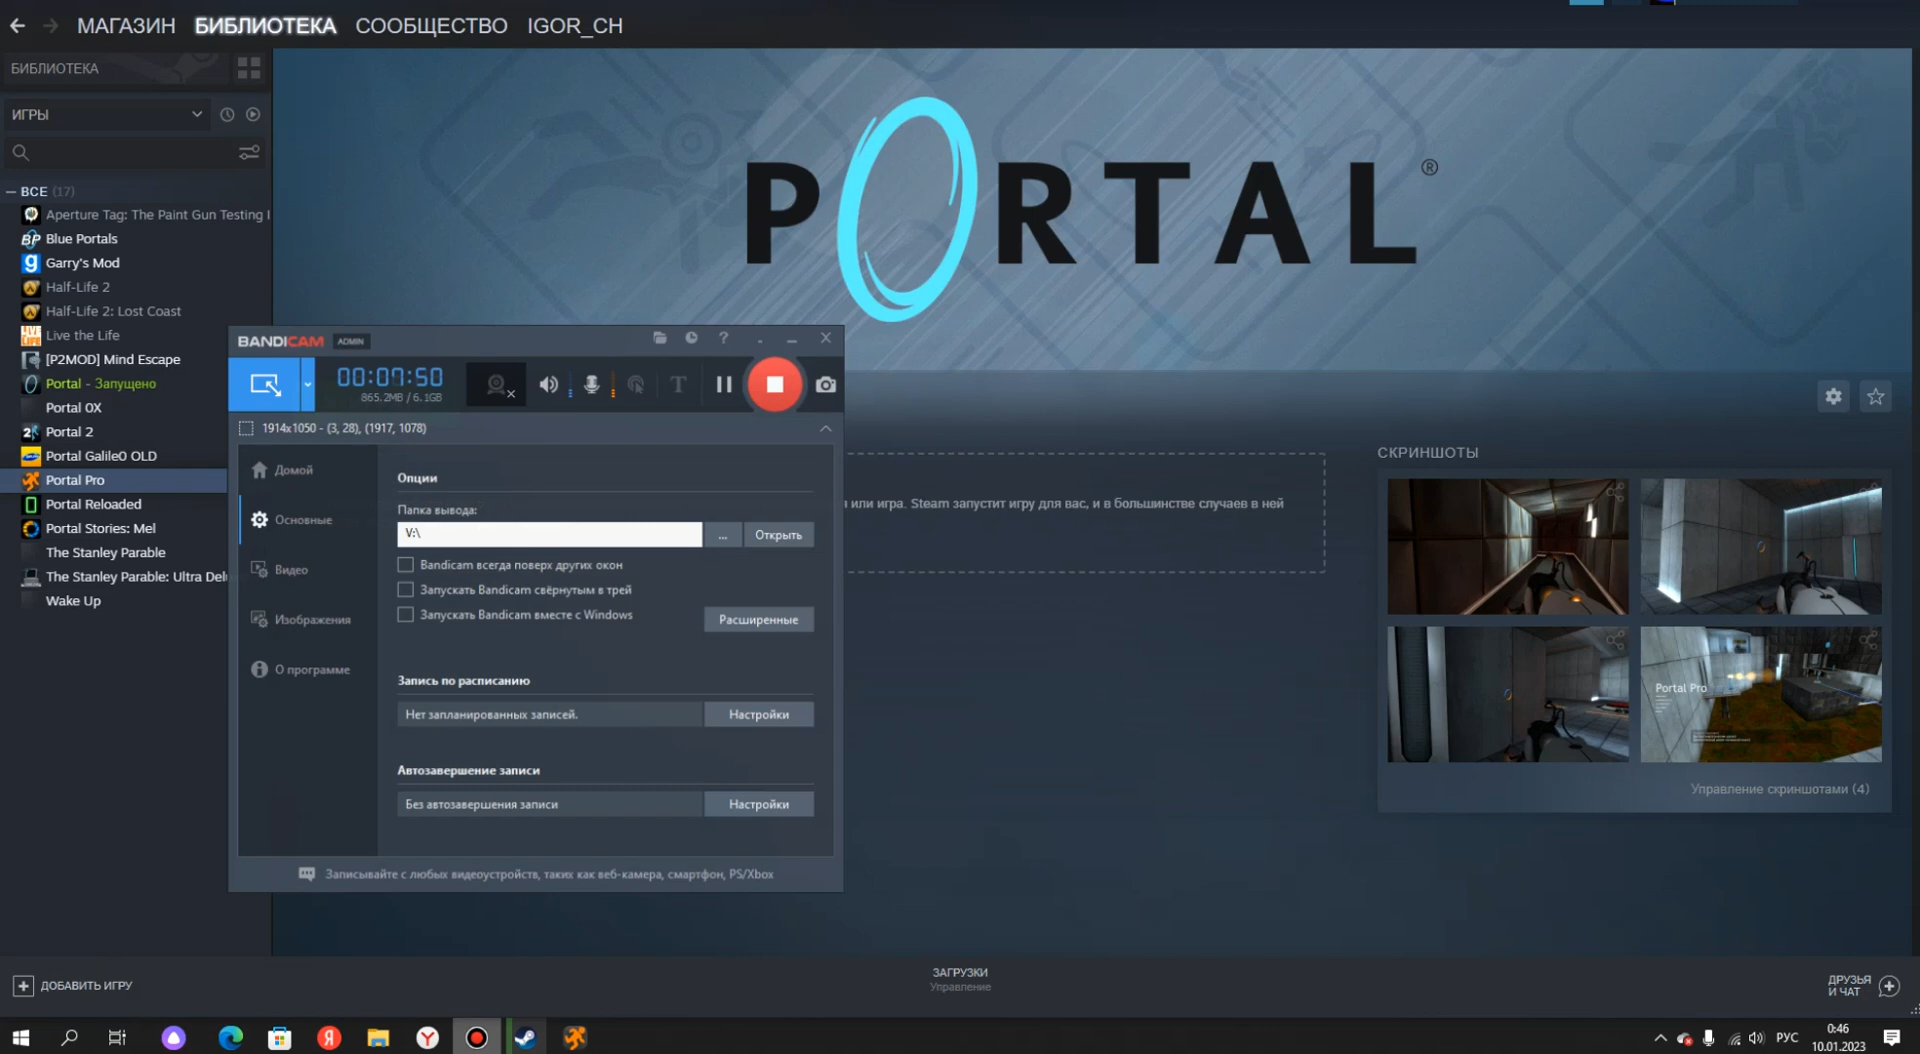 МАГАЗИН БИБЛИОТЕКА СООБЩЕСТВО IGOR_CH
БИБЛИОТЕКА
ИГРЫ
ВСЕ (17)
Aperture Tag: The Paint Gun Testing
Blue Portals
Garry's Mod
Half-Life 2
Half-Life 2: Lost Coast
Live the Life
[P2MOD] Mind Escape
Portal - Запущено
Portal 0X
Portal 2
Portal Galile0 OLD
Portal Pro
Portal Reloaded
Portal Stories: Mel
The Stanley Parable
The Stanley Parable: Ultra Del
Wake Up
PORTAL®
BANDICAM ADMIN
00:07:50
865.2MB / 6.1GB
1914x1050 - (3, 28), (1917, 1078)
Домой
Основные
Видео
Изображения
О программе
Опции
Папка вывода:
V:\ ... Открыть
Bandicam всегда поверх других окон
Запускать Bandicam свёрнутым в трей
Запускать Bandicam вместе с Windows
Расширенные
Запись по расписанию
Нет запланированных записей. Настройки
Автозавершение записи
Без автозавершения записи Настройки
Записывайте с любых видеоустройств, таких как веб-камера, смартфон, PS/Xbox
или игра. Steam запустит игру для вас, и в большинстве случаев в ней
СКРИНШОТЫ
Portal Pro
Управление скриншотами (4)
ДОБАВИТЬ ИГРУ
ЗАГРУЗКИ
Управление
ДРУЗЬЯ
И ЧАТ
РУС
0:46
10.01.2023